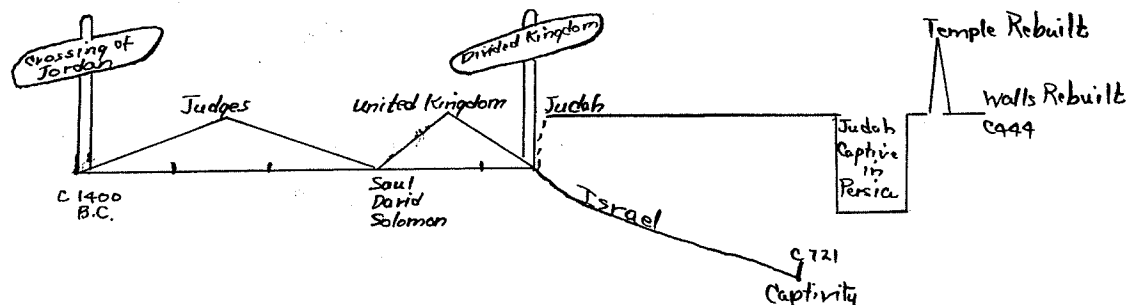 Crossing of
Jordan
Judges
C 1400
B.C.
United Kingdom
Saul
David
Solomon
Divided Kingdom
Judah
Israel
C 721
Captivity
Judah
Captive
in
Persia
Temple Rebuilt
Walls Rebuilt
C444